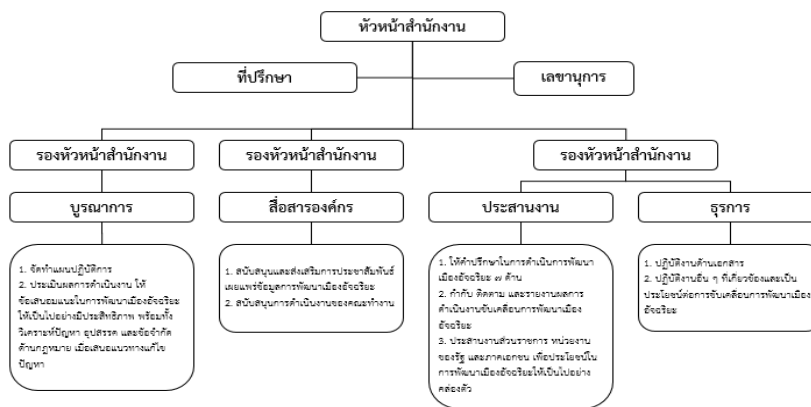 หัวหน้าสำนักงาน
ที่ปรึกษา
เลขานุการ
รองหัวหน้าสำนักงาน
รองหัวหน้าสำนักงาน
รองหัวหน้าสำนักงาน
บูรณาการ
สื่อสารองค์กร
ประสานงาน
ธุรการ
1. จัดทำแผนปฏิบัติการ
2. ประเมินผลการดำเนินงาน ให้
ข้อเสนอแนะในการพัฒนาเมืองอัจฉริยะ
ให้เป็นอย่างมีประสิทธิภาพ พร้อมทั้ง
วิเคราะห์ปัญหา อุปสรรค และข้อจำกัด
ด้านกฎหมาย เพื่อเสนอแนวทางแก้ไข
ปัญหา
1. สนับสนุนและส่งเสริมการประชาสัมพันธ์
เผยแพร่ข้อมูลการพัฒนาเมืองอัจฉริยะ
2. สนับสนุนการดำเนินงานของคณะทำงาน
1. ให้คำปรึกษาในการดำเนินการพัฒนา
เมืองอัจฉริยะ ๗ ด้าน
2. กำกับ ติดตาม และรายงานผลการ
ดำเนินงานขับเคลื่อนการพัฒนาเมือง
อัจฉริยะ
3. ประสานงานส่วนราชการ หน่วยงาน
ของรัฐ และภาคเอกชน เพื่อประโยชน์ใน
การพัฒนาเมืองอัจฉริยะให้เป็นไปอย่าง
คล่องตัว
1. ปฏิบัติงานด้านเอกสาร
2. ปฏิบัติงานอื่น ๆ ที่เกี่ยวข้องและเป็น
ประโยชน์ต่อการขับเคลื่อนการพัฒนาเมือง
อัจฉริยะ